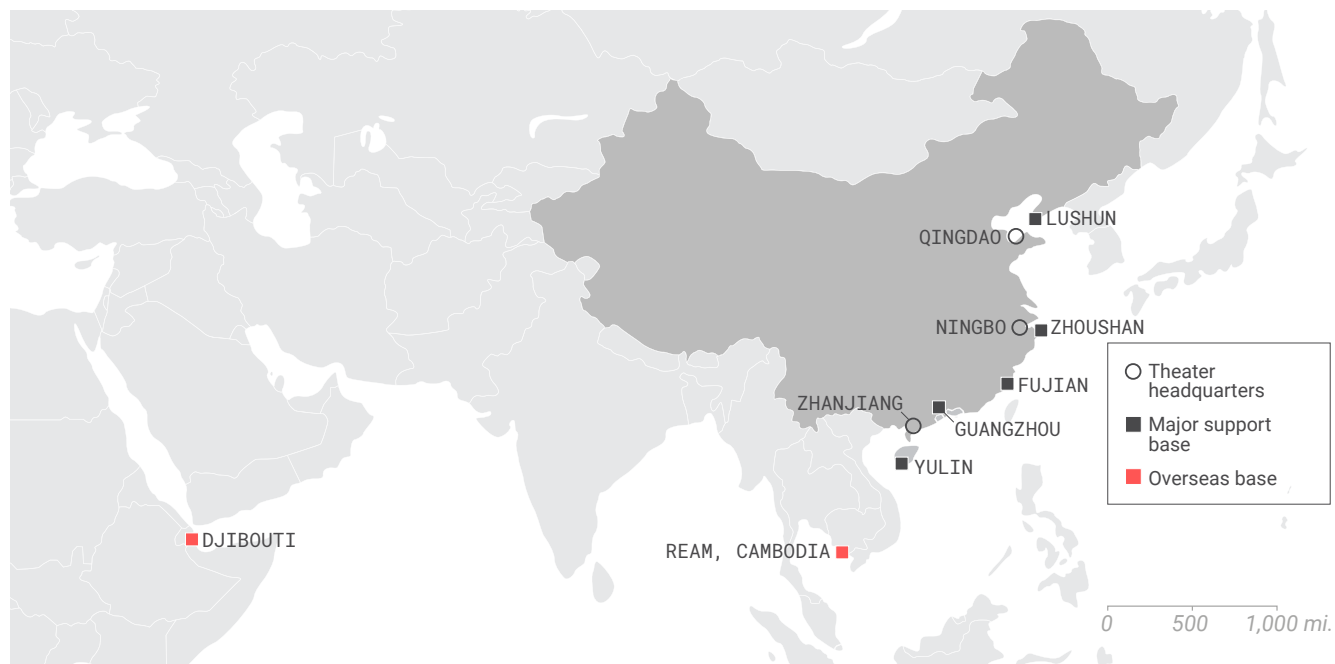 LUSHUN
QINGDAO
NINGBO
ZHOUSHAN
Theater
headquarters
FUJIAN
ZHANJIANG
Major support
base
GUANGZHOU
YULIN
Overseas base
DJIBOUTI
REAM, CAMBODIA
0 500 1,000 mi.